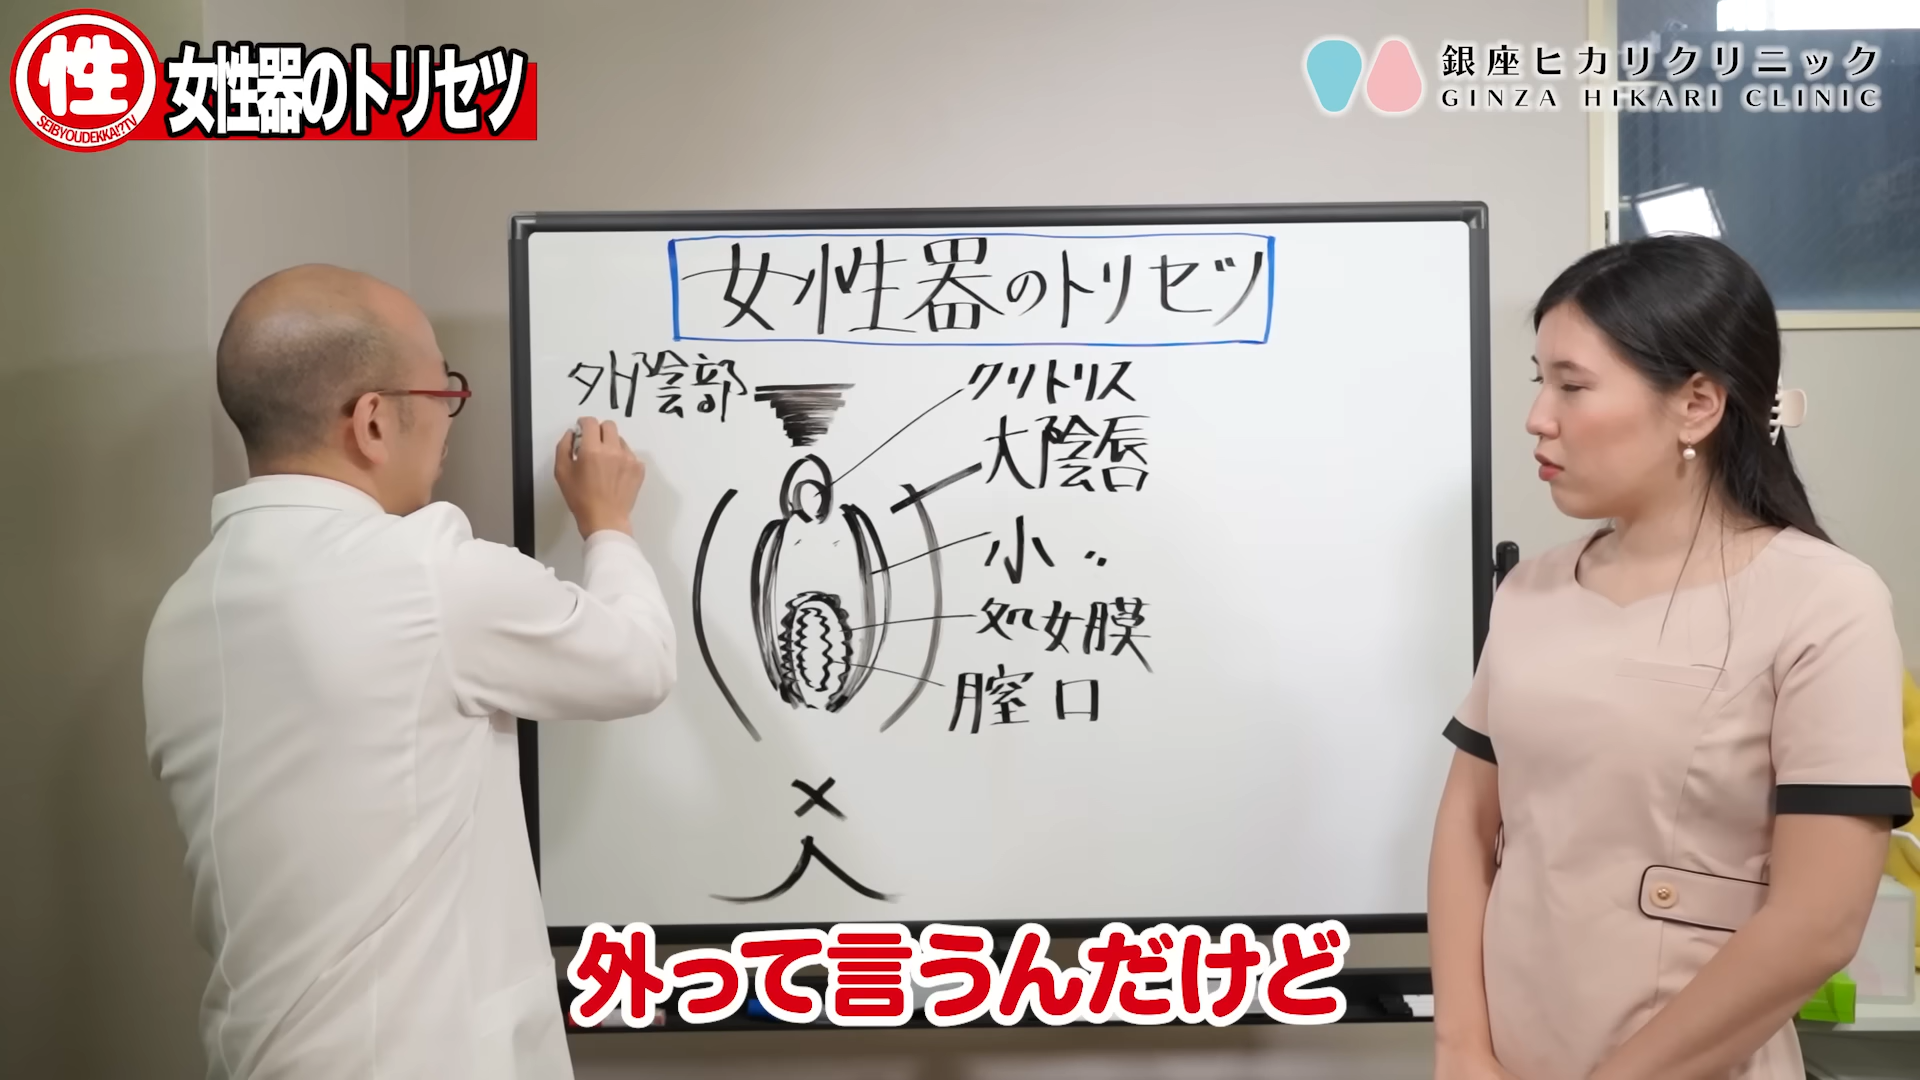 性
SEIBYOUDEKKA!?TV
女性器のトリセツ
銀座ヒカリクリニック
GINZA HIKARI CLINIC
女性器のトリセツ
外陰部
クリトリス
大陰唇
小 〃
処女膜
膣口
外って言うんだけど